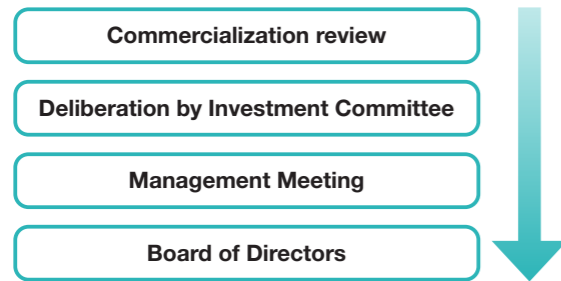 Commercialization review
Deliberation by Investment Committee
Management Meeting
Board of Directors